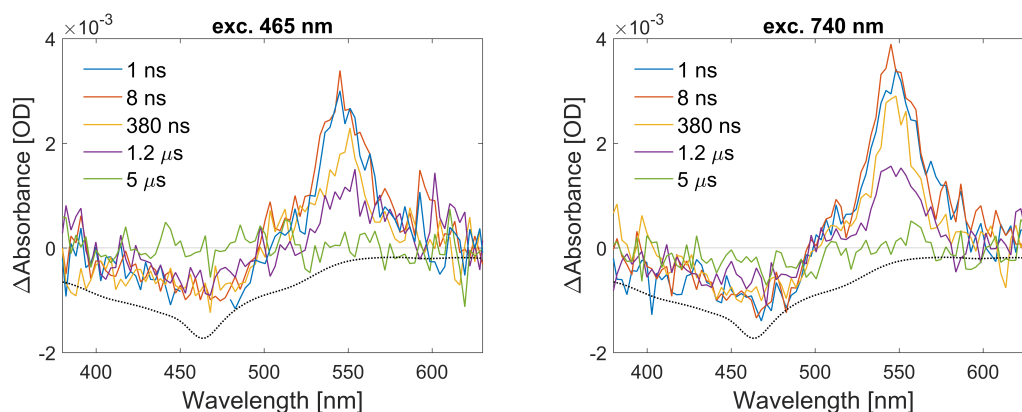 exc. 465 nm
×10⁻³
4
2
0
-2
ΔAbsorbance [OD]
1 ns
8 ns
380 ns
1.2 μs
5 μs
400 450 500 550 600
Wavelength [nm]
exc. 740 nm
×10⁻³
4
2
0
-2
ΔAbsorbance [OD]
1 ns
8 ns
380 ns
1.2 μs
5 μs
400 450 500 550 600
Wavelength [nm]